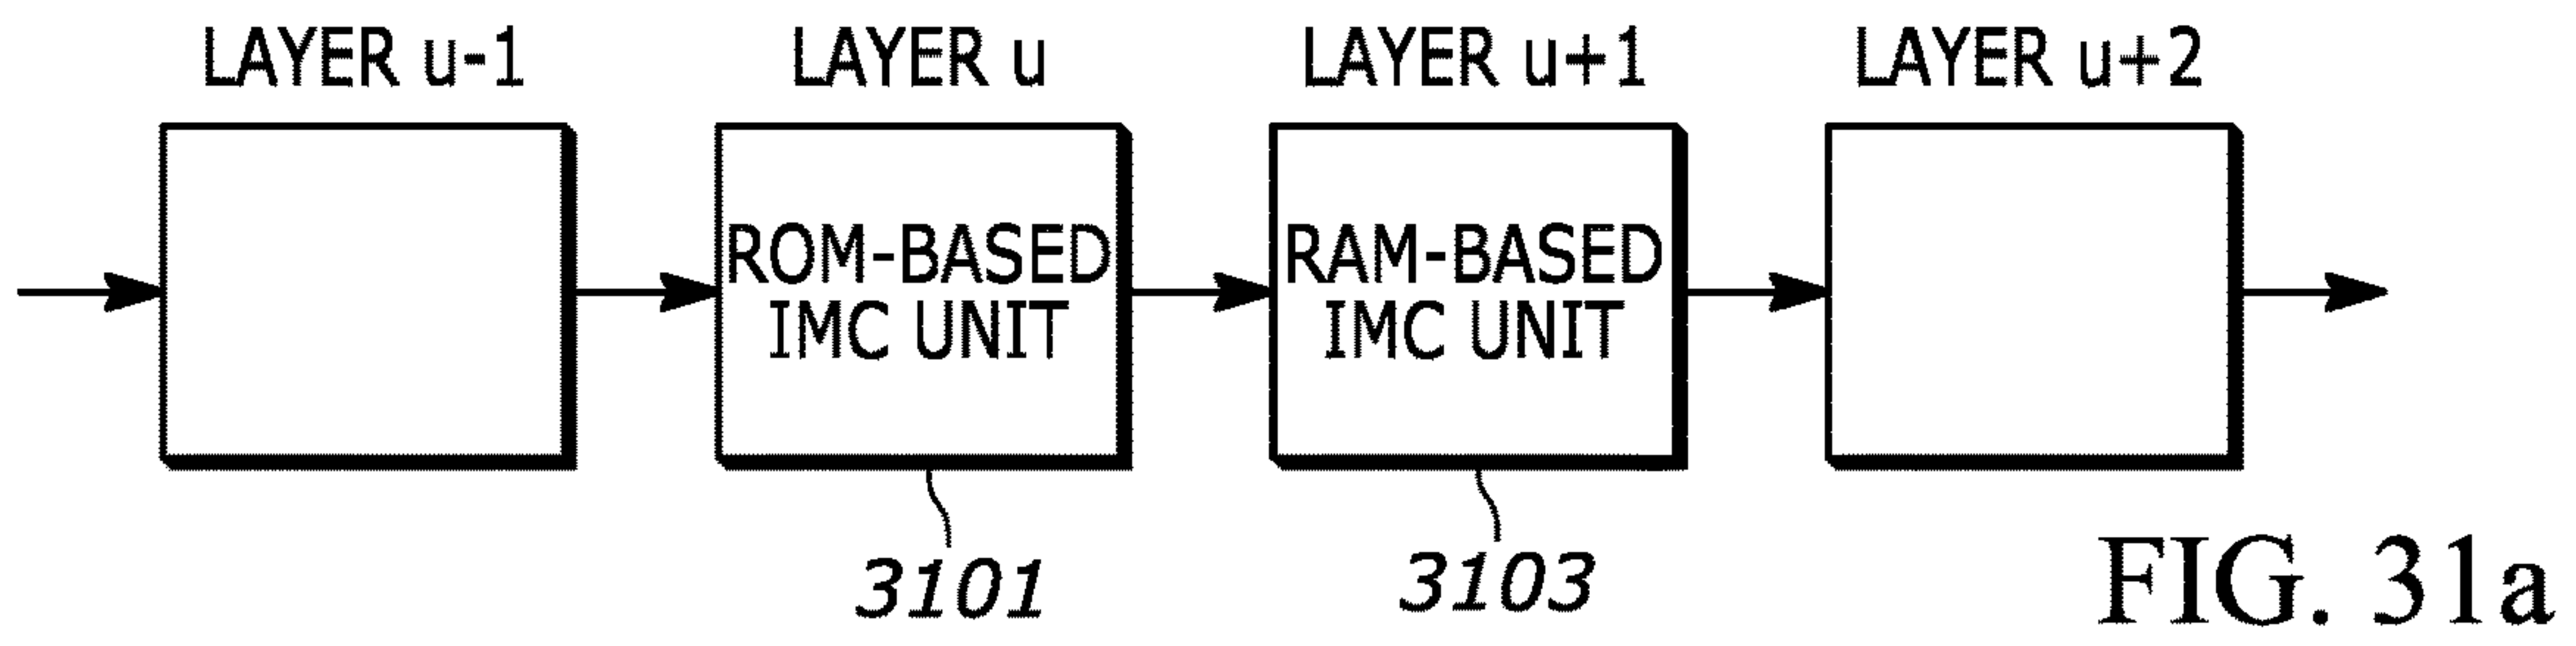 LAYER u-1
LAYER u
LAYER u+1
LAYER u+2
ROM-BASED
IMC UNIT
RAM-BASED
IMC UNIT
3101
3103
FIG. 31a